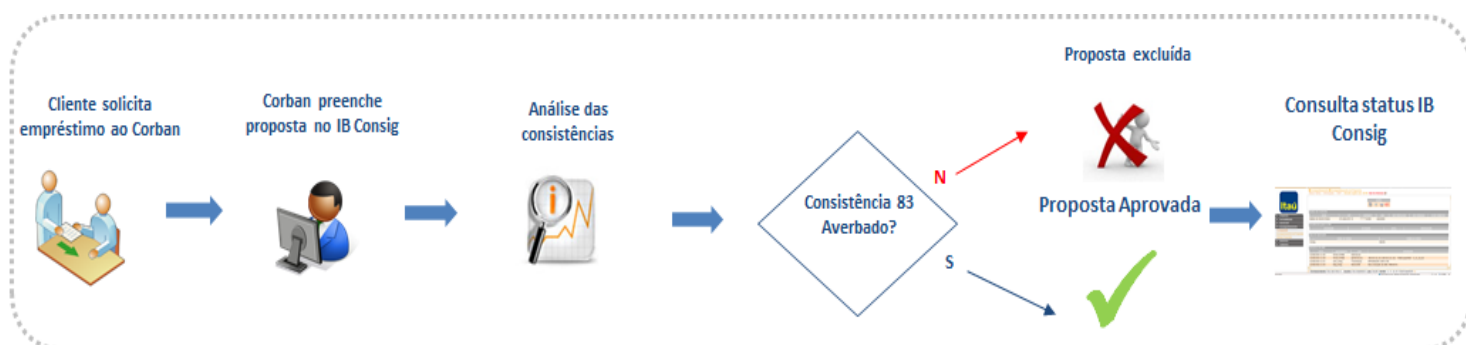 Cliente solicita
empréstimo ao Corban
Corban preenche
proposta no IB Consig
Análise das
consistências
Consistência 83
Averbado?
N
S
Proposta excluída
Proposta Aprovada
Consulta status IB
Consig
Itaú